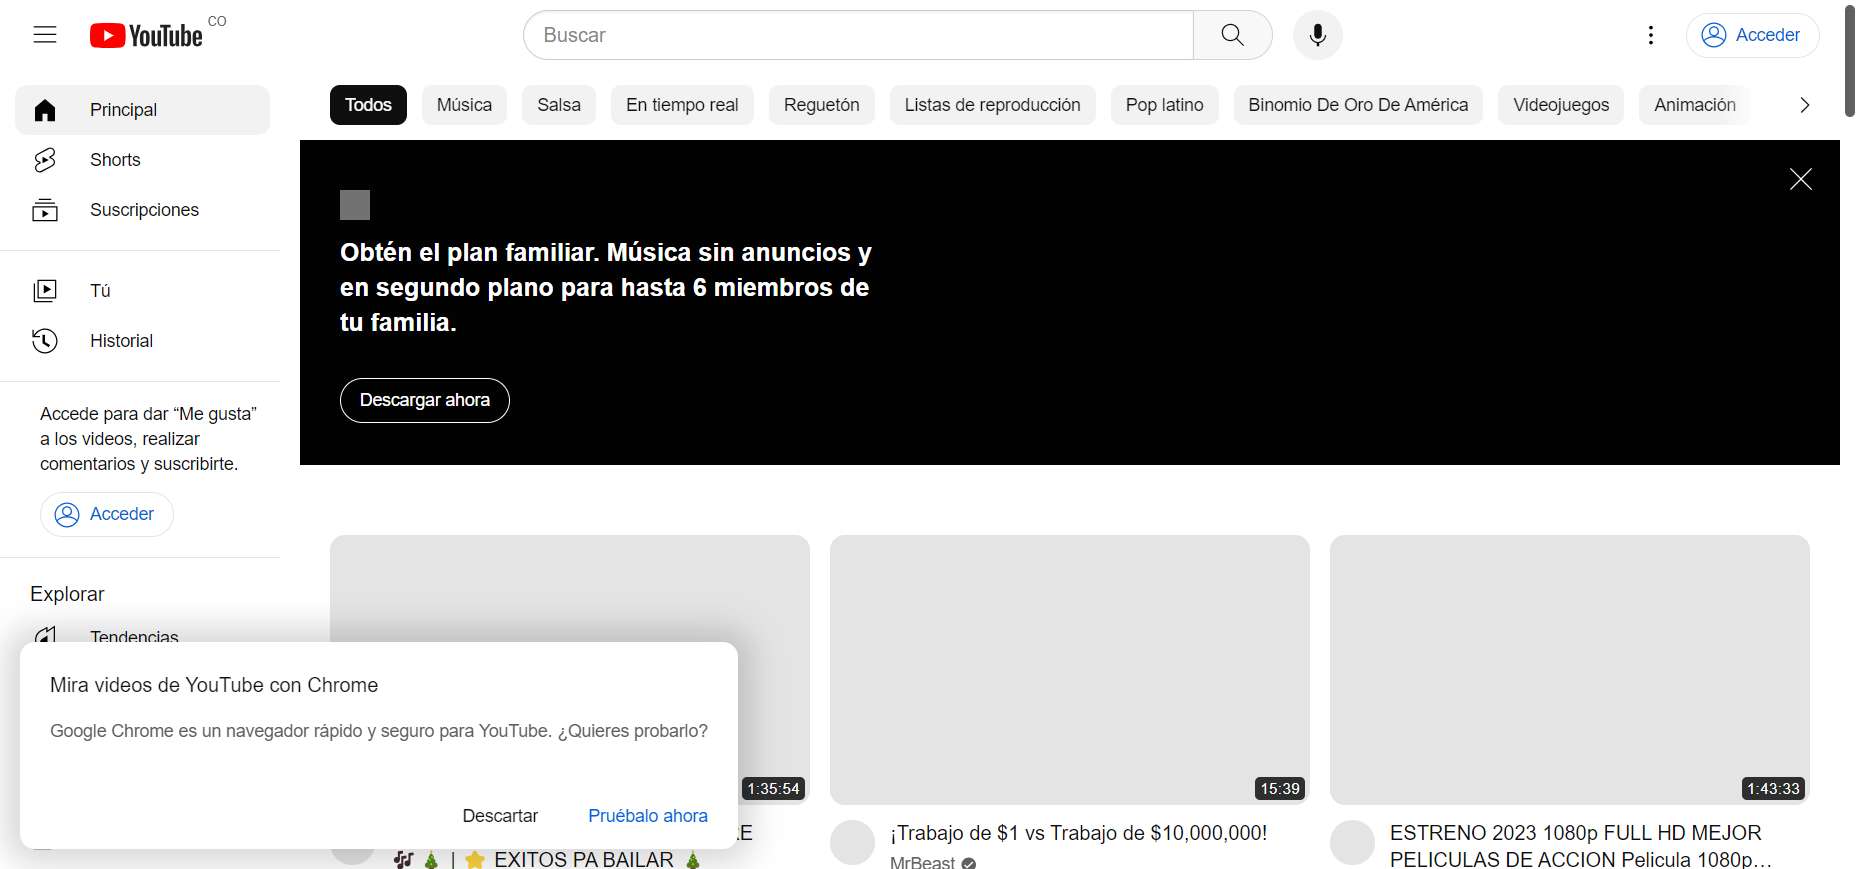 YouTube CO
Buscar
Acceder
Principal
Shorts
Suscripciones
Tú
Historial
Accede para dar “Me gusta”
a los videos, realizar
comentarios y suscribirte.
Acceder
Explorar
Tendencias
Todos
Música
Salsa
En tiempo real
Reguetón
Listas de reproducción
Pop latino
Binomio De Oro De América
Videojuegos
Animación
Obtén el plan familiar. Música sin anuncios y
en segundo plano para hasta 6 miembros de
tu familia.
Descargar ahora
Mira videos de YouTube con Chrome
Google Chrome es un navegador rápido y seguro para YouTube. ¿Quieres probarlo?
Descartar
Pruébalo ahora
1:35:54
🎶 🎄 | ⭐ EXITOS PA BAILAR 🎄
15:39
¡Trabajo de $1 vs Trabajo de $10,000,000!
MrBeast
1:43:33
ESTRENO 2023 1080p FULL HD MEJOR
PELICULAS DE ACCION Pelicula 1080p…